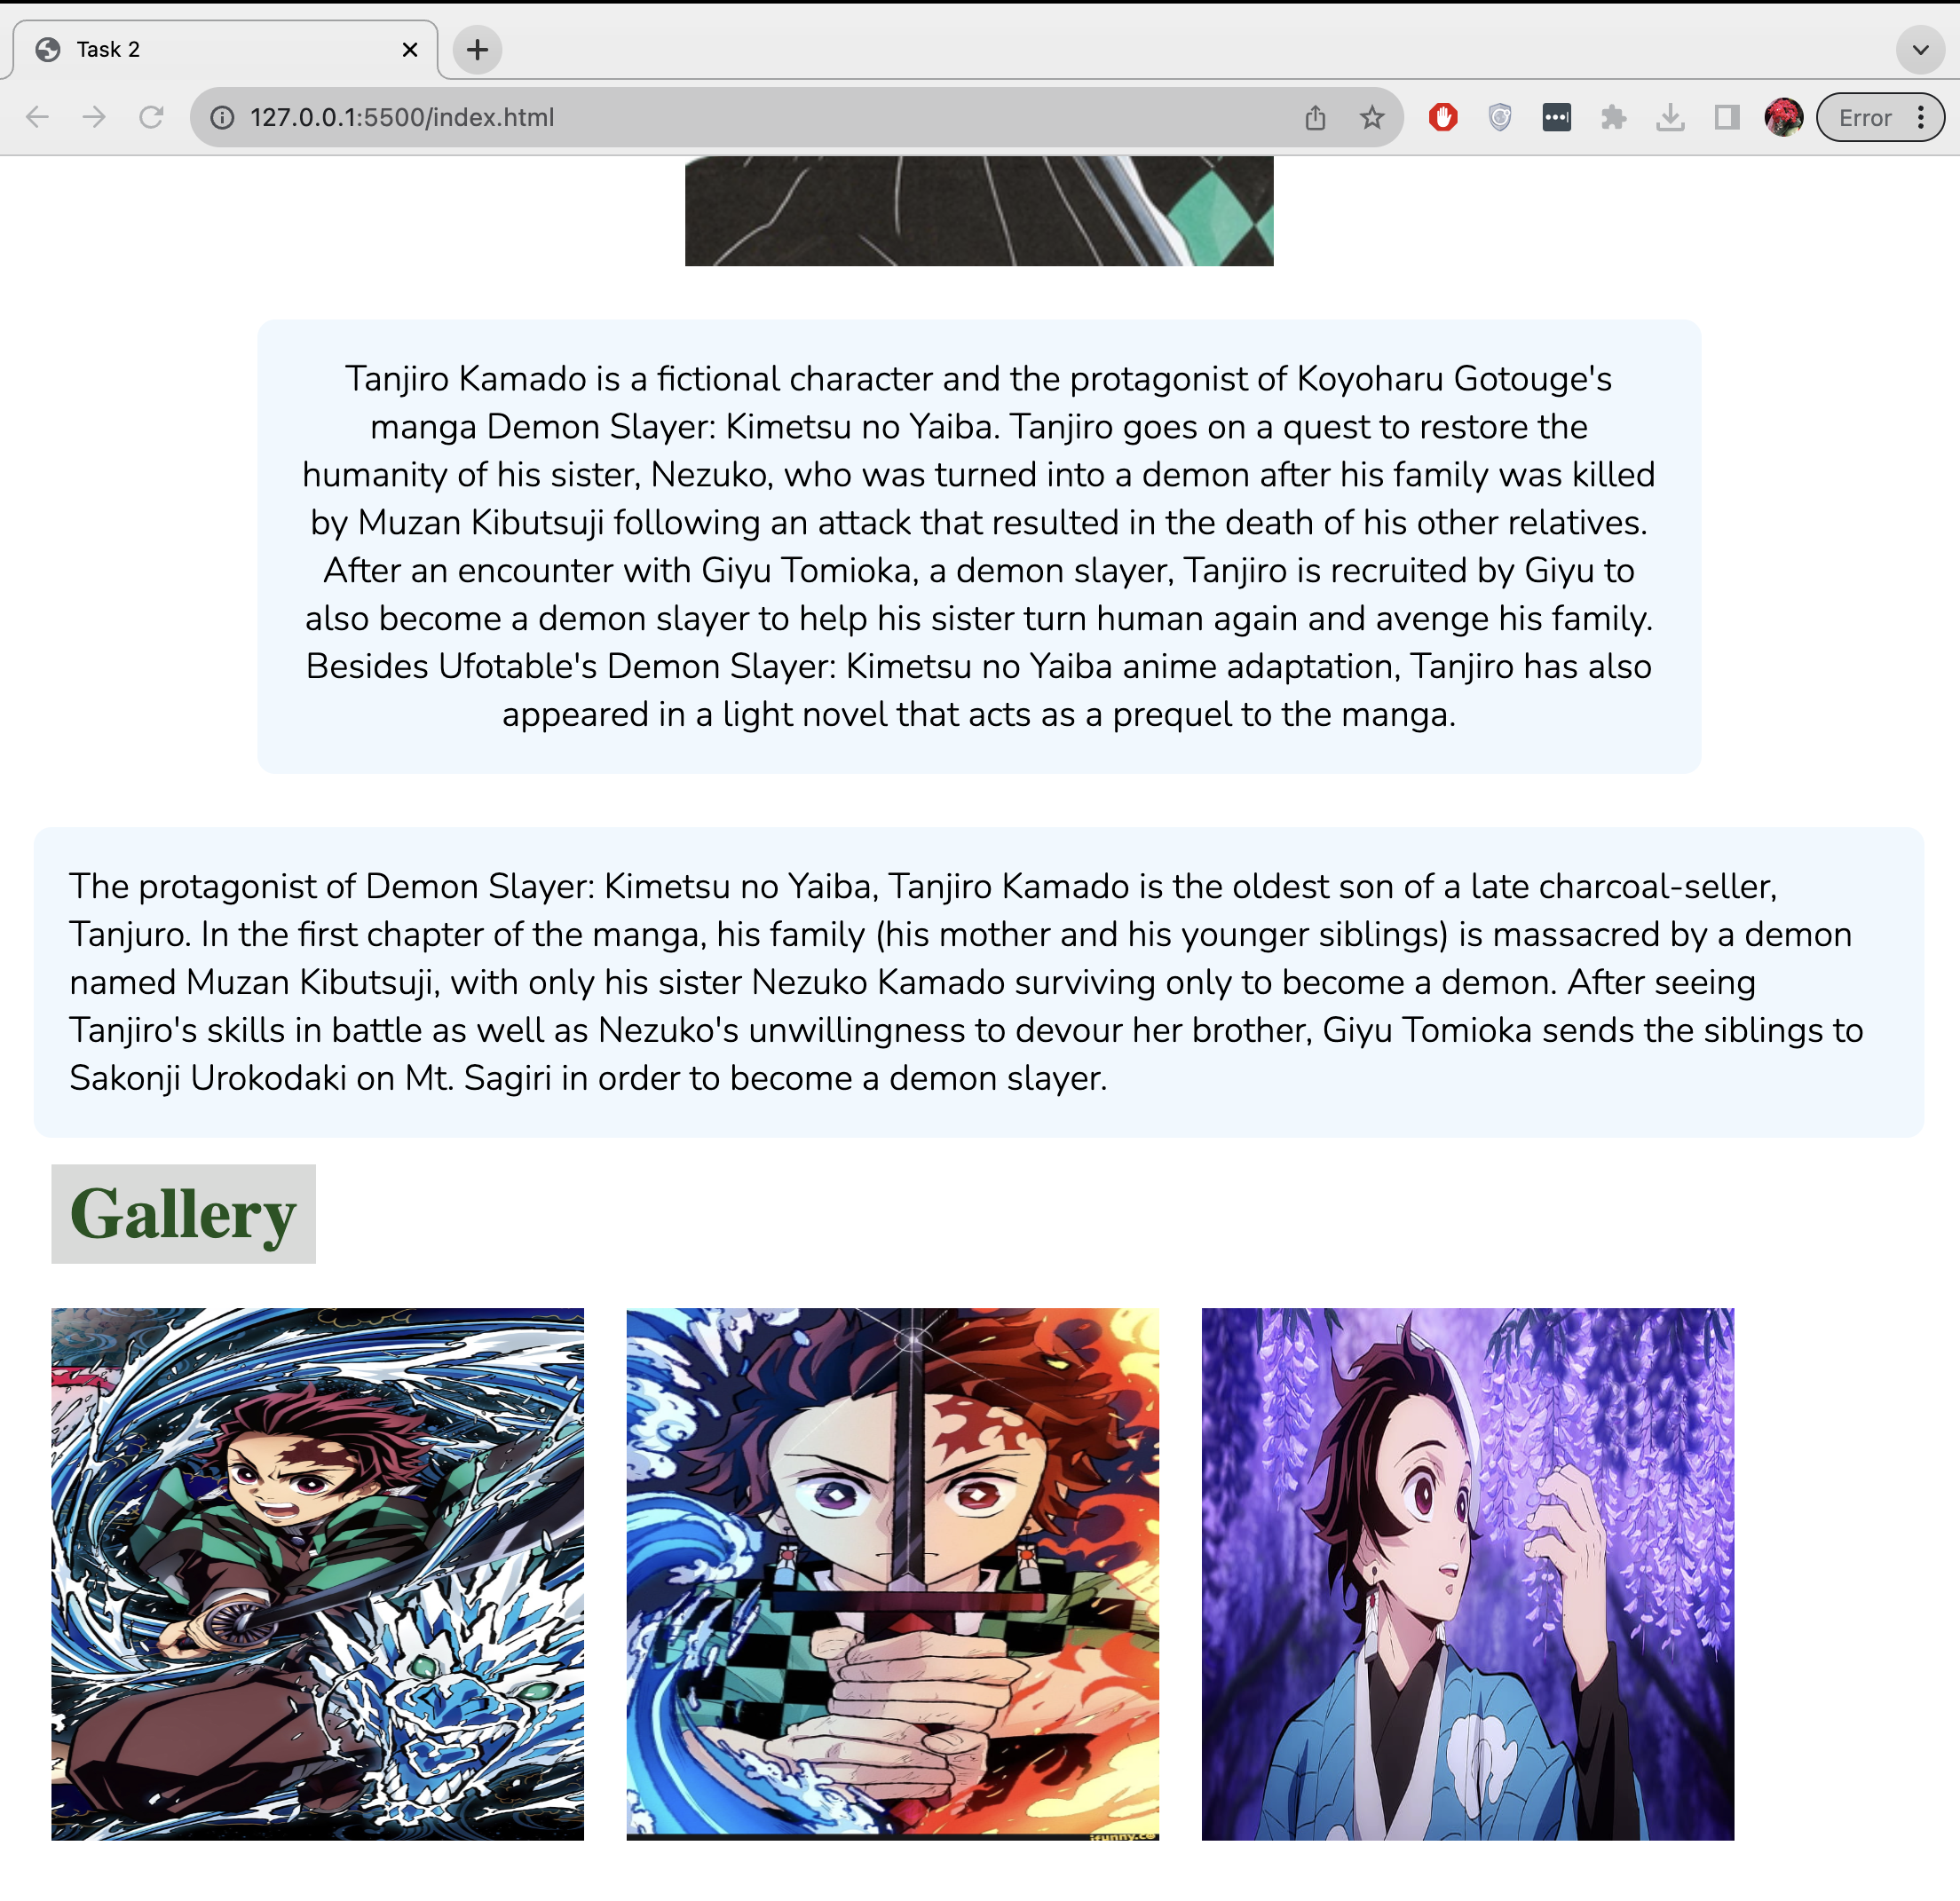 Task 2
127.0.0.1:5500/index.html
Error
Tanjiro Kamado is a fictional character and the protagonist of Koyoharu Gotouge's
manga Demon Slayer: Kimetsu no Yaiba. Tanjiro goes on a quest to restore the
humanity of his sister, Nezuko, who was turned into a demon after his family was killed
by Muzan Kibutsuji following an attack that resulted in the death of his other relatives.
After an encounter with Giyu Tomioka, a demon slayer, Tanjiro is recruited by Giyu to
also become a demon slayer to help his sister turn human again and avenge his family.
Besides Ufotable's Demon Slayer: Kimetsu no Yaiba anime adaptation, Tanjiro has also
appeared in a light novel that acts as a prequel to the manga.
The protagonist of Demon Slayer: Kimetsu no Yaiba, Tanjiro Kamado is the oldest son of a late charcoal-seller,
Tanjuro. In the first chapter of the manga, his family (his mother and his younger siblings) is massacred by a demon
named Muzan Kibutsuji, with only his sister Nezuko Kamado surviving only to become a demon. After seeing
Tanjiro's skills in battle as well as Nezuko's unwillingness to devour her brother, Giyu Tomioka sends the siblings to
Sakonji Urokodaki on Mt. Sagiri in order to become a demon slayer.
Gallery
ifunny.co